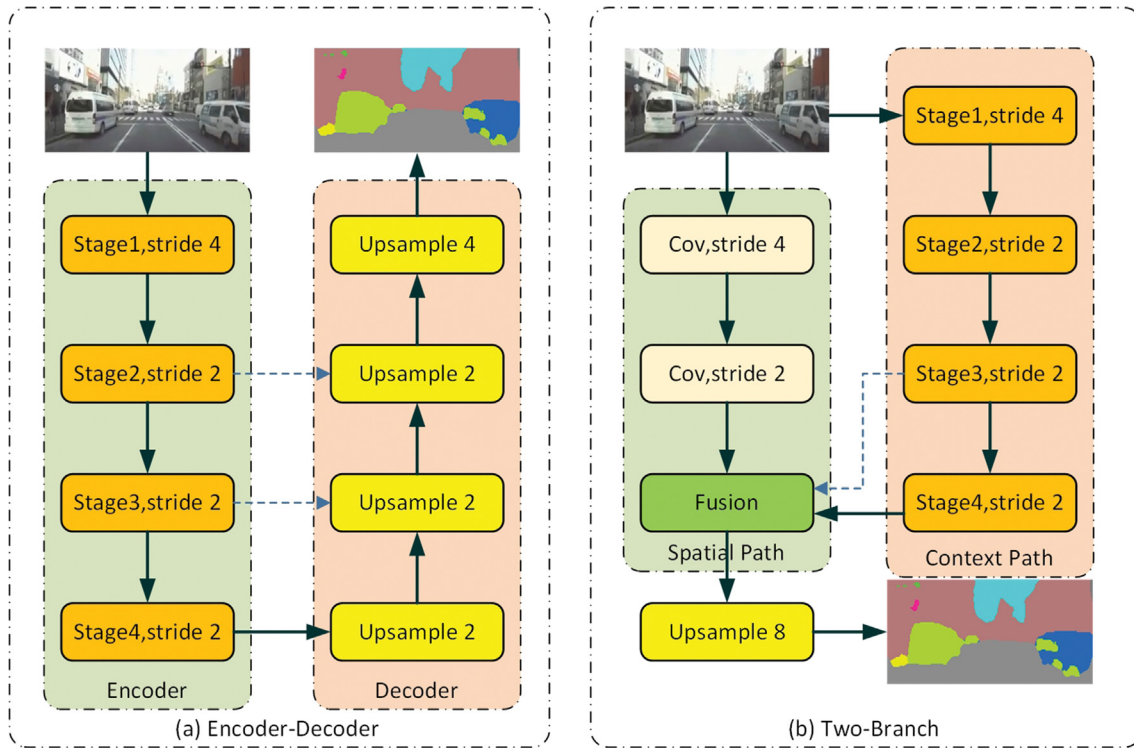 Stage1,stride 4
Stage2,stride 2
Stage3,stride 2
Stage4,stride 2
Encoder
Upsample 4
Upsample 2
Upsample 2
Upsample 2
Decoder
(a) Encoder-Decoder
Cov,stride 4
Cov,stride 2
Fusion
Spatial Path
Upsample 8
Stage1,stride 4
Stage2,stride 2
Stage3,stride 2
Stage4,stride 2
Context Path
(b) Two-Branch